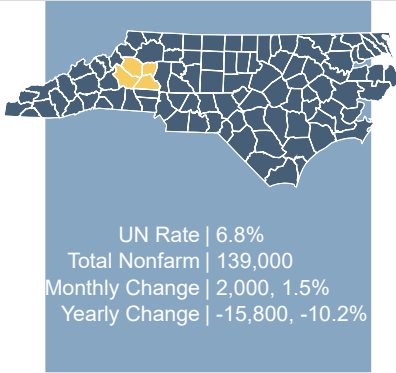 UN Rate | 6.8%
Total Nonfarm | 139,000
Monthly Change | 2,000, 1.5%
Yearly Change | -15,800, -10.2%